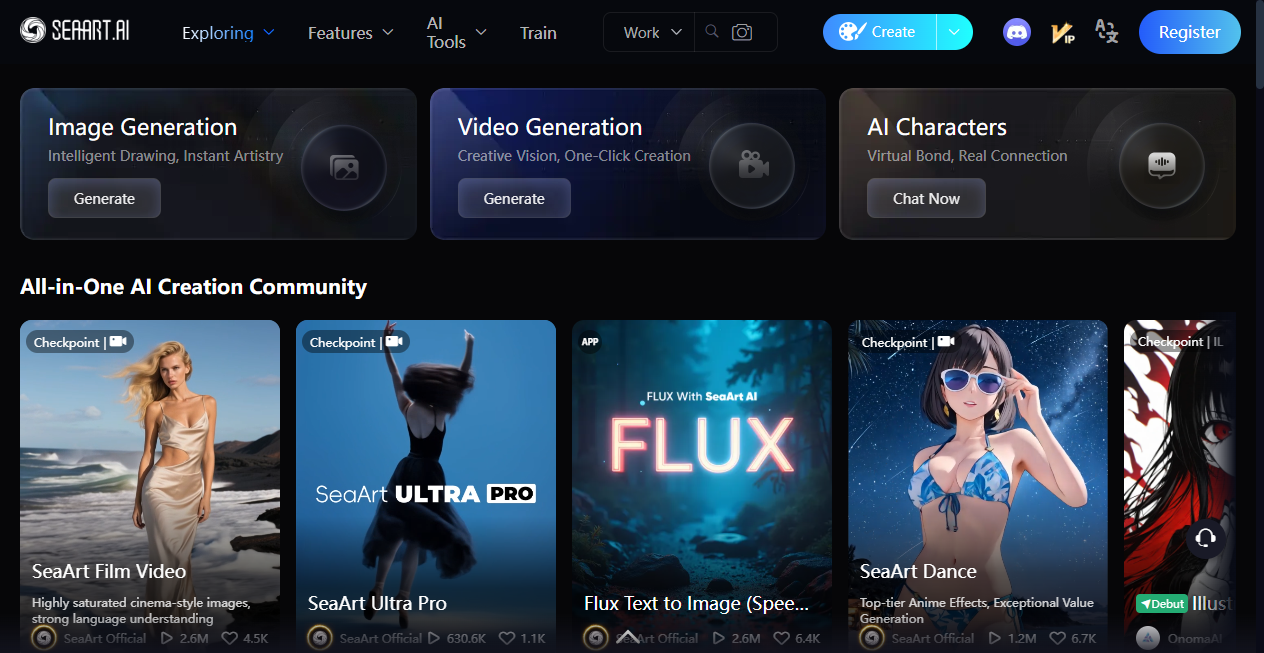 SEAART.AI
Exploring
Features
AI
Tools
Train
Work
Create
VIP
A
文
Register
Image Generation
Intelligent Drawing, Instant Artistry
Generate
Video Generation
Creative Vision, One-Click Creation
Generate
AI Characters
Virtual Bond, Real Connection
Chat Now
All-in-One AI Creation Community
Checkpoint |
SeaArt Film Video
Highly saturated cinema-style images,
strong language understanding
SeaArt Official 2.6M 4.5K
Checkpoint |
SeaArt ULTRA PRO
SeaArt Ultra Pro
SeaArt Official 630.6K 1.1K
APP
FLUX With SeaArt AI
FLUX
Flux Text to Image (Spee...
SeaArt Official 2.6M 6.4K
Checkpoint |
SeaArt Dance
Top-tier Anime Effects, Exceptional Value
Generation
SeaArt Official 1.2M 6.7K
Checkpoint | IL
Debut Illust
OnomaAI